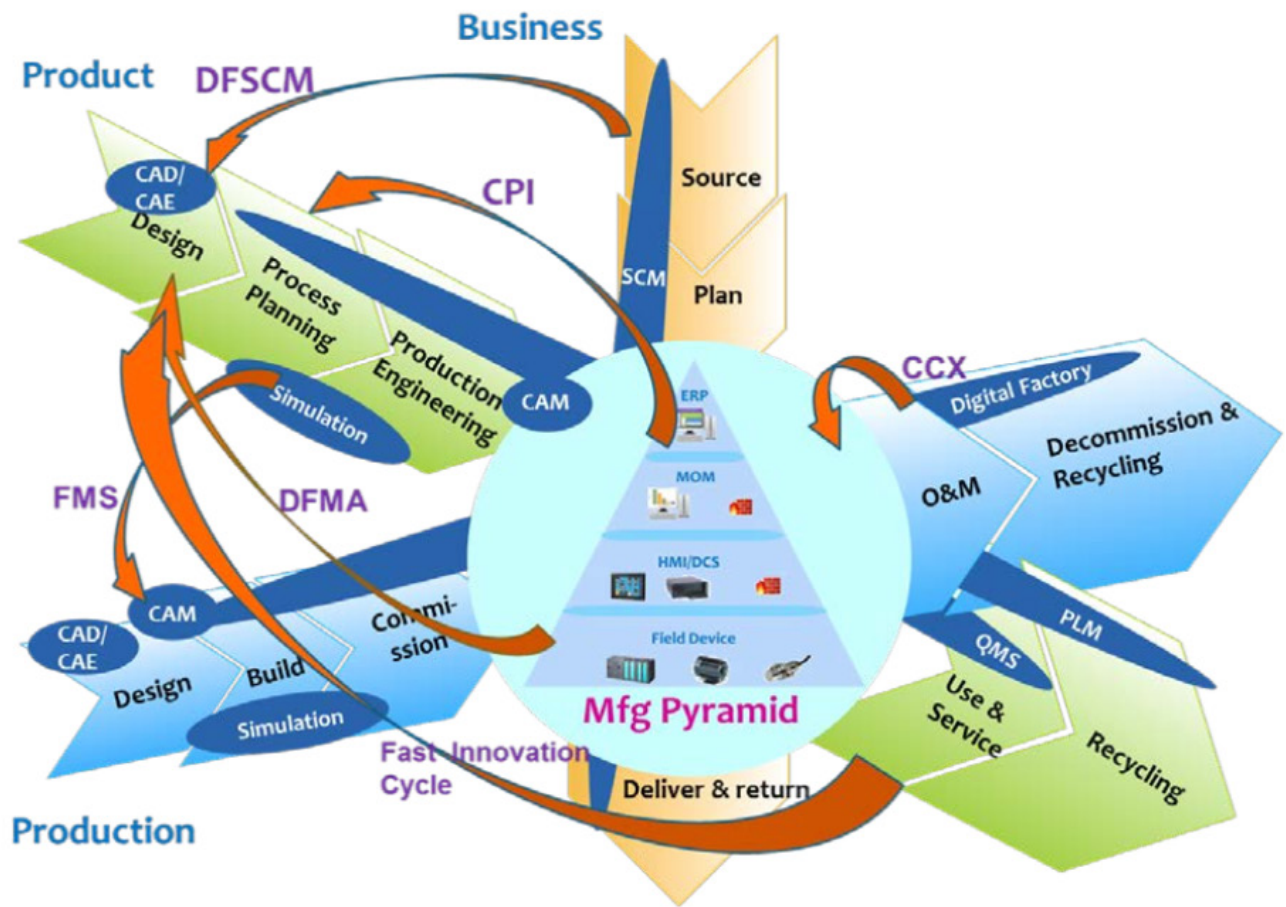 Business
Product
DFSCM
CAD/
CAE
Design
CPI
Source
Process
Planning
SCM
Plan
Production
Engineering
Simulation
CAM
ERP
CCX
Digital Factory
Decommission &
Recycling
O&M
MOM
FMS
DFMA
HMI/DCS
CAM
CAD/
CAE
Design
Build
Commi-
ssion
Simulation
Field Device
Mfg Pyramid
QMS
PLM
Use &
Service
Recycling
Fast Innovation
Cycle
Deliver & return
Production